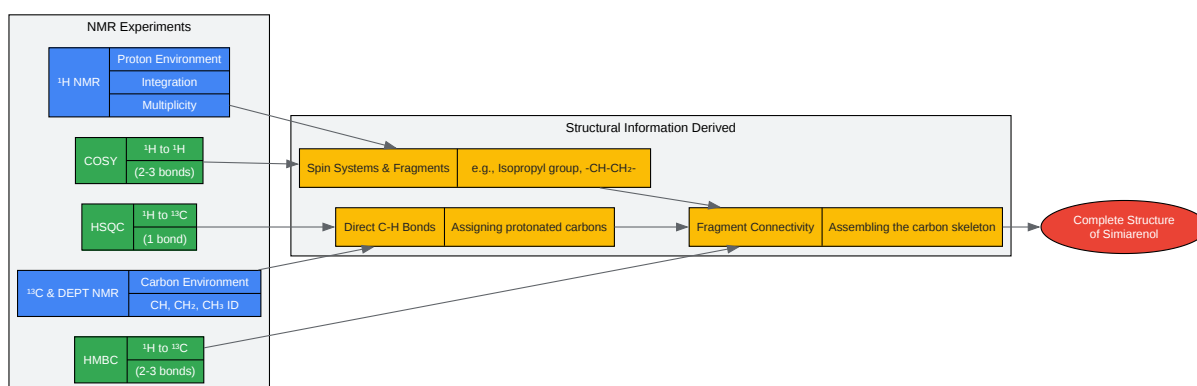 NMR Experiments
¹H NMR
Proton Environment
Integration
Multiplicity
COSY
¹H to ¹H
(2-3 bonds)
HSQC
¹H to ¹³C
(1 bond)
¹³C & DEPT NMR
Carbon Environment
CH, CH₂, CH₃ ID
HMBC
¹H to ¹³C
(2-3 bonds)
Structural Information Derived
Spin Systems & Fragments
e.g., Isopropyl group, -CH-CH₂-
Direct C-H Bonds
Assigning protonated carbons
Fragment Connectivity
Assembling the carbon skeleton
Complete Structure
of Simiarenol